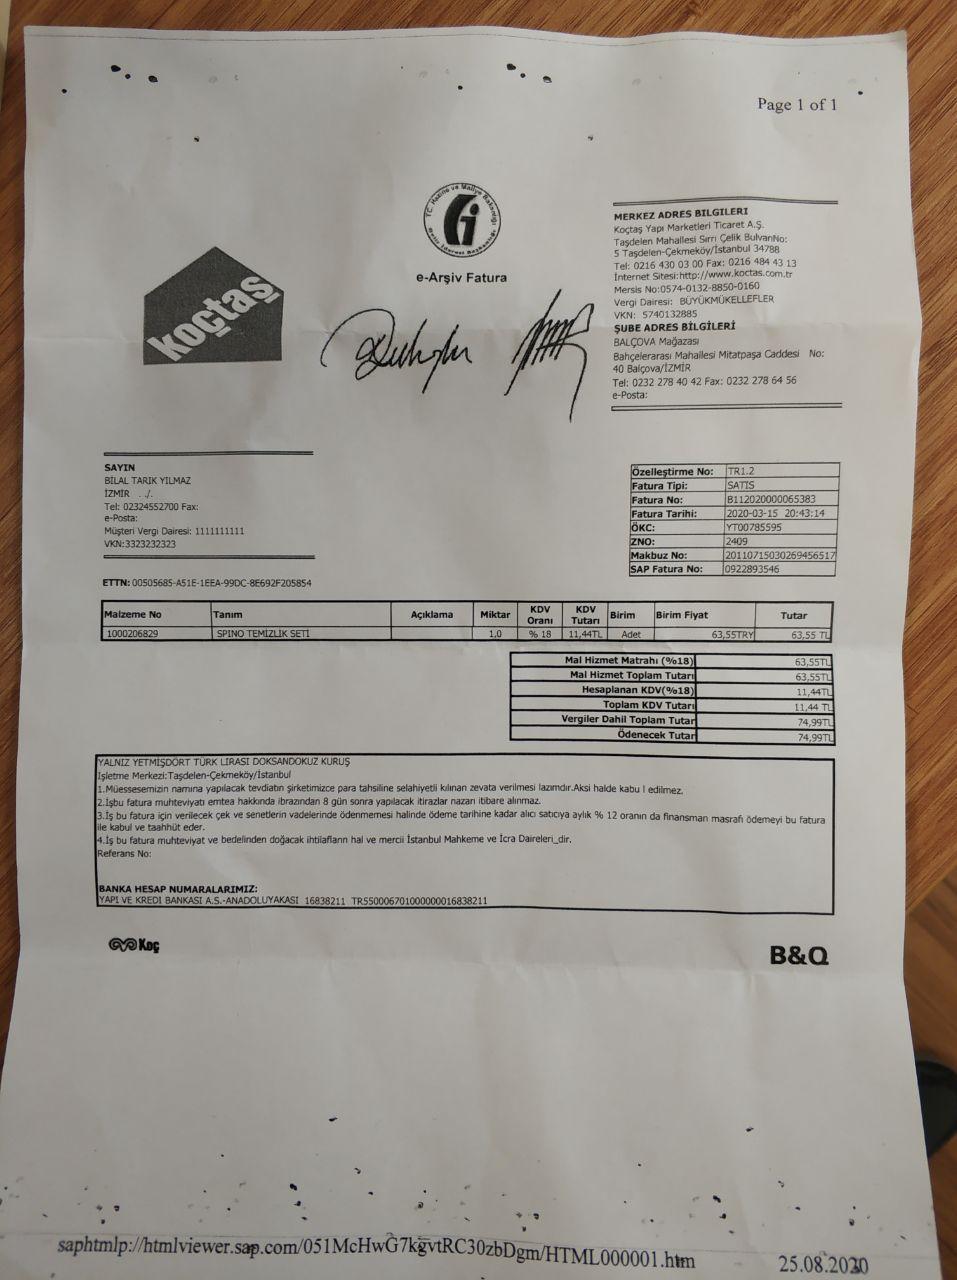 Page 1 of 1
T.C. Hazine ve Maliye Bakanlığı
Gelir İdaresi Başkanlığı
e-Arşiv Fatura
koçtaş
MERKEZ ADRES BILGILERI
Koçtaş Yapı Marketleri Ticaret A.Ş.
Taşdelen Mahallesi Sırrı Çelik BulvarıNo:
5 Taşdelen-Çekmeköy/İstanbul 34788
Tel: 0216 430 03 00 Fax: 0216 484 43 13
İnternet Sitesi:http://www.koctas.com.tr
Mersis No:0574-0132-8850-0160
Vergi Dairesi: BÜYÜKMÜKELLEFLER
VKN: 5740132885
ŞUBE ADRES BİLGİLERİ
BALÇOVA Mağazası
Bahçelerarası Mahallesi Mitatpaşa Caddesi No:
40 Balçova/İZMİR
Tel: 0232 278 40 42 Fax: 0232 278 64 56
e-Posta:
SAYIN
BİLAL TARIK YILMAZ
İZMİR . ./.
Tel: 02324552700 Fax:
e-Posta:
Müşteri Vergi Dairesi: 1111111111
VKN:3323232323
ETTN: 00505685-A51E-1EEA-99DC-8E692F205854
Özelleştirme No: TR1.2
Fatura Tipi: SATIS
Fatura No: B112020000065383
Fatura Tarihi: 2020-03-15 20:43:14
ÖKC: YT00785595
ZNO: 2409
Makbuz No: 20110715030269456517
SAP Fatura No: 0922893546
Malzeme No Tanım Açıklama Miktar KDV Oranı KDV Tutarı Birim Birim Fiyat Tutar
1000206829 SPINO TEMİZLİK SETİ 1,0 % 18 11,44TL Adet 63,55TRY 63,55 TL
Mal Hizmet Matrahı (%18) 63,55TL
Mal Hizmet Toplam Tutarı 63,55TL
Hesaplanan KDV(%18) 11,44TL
Toplam KDV Tutarı 11,44 TL
Vergiler Dahil Toplam Tutar 74,99TL
Ödenecek Tutar 74,99TL
YALNIZ YETMİŞDÖRT TÜRK LIRASI DOKSANDOKUZ KURUŞ
İşletme Merkezi:Taşdelen-Çekmeköy/İstanbul
1.Müessesemizin namına yapılacak tevdiatın şirketimizce para tahsiline selahiyetli kılınan zevata verilmesi lazımdır.Aksi halde kabu l edilmez.
2.İşbu fatura muhteviyatı emtea hakkında ibrazından 8 gün sonra yapılacak itirazlar nazarı itibare alınmaz.
3.İş bu fatura için verilecek çek ve senetlerin vadelerinde ödenmemesi halinde ödeme tarihine kadar alıcı satıcıya aylık % 12 oranın da finansman masrafı ödemeyi bu fatura
ile kabul ve taahhüt eder.
4.İş bu fatura muhteviyat ve bedelinden doğacak ihtilafların hal ve mercii İstanbul Mahkeme ve İcra Daireleri_dir.
Referans No:
BANKA HESAP NUMARALARIMIZ:
YAPI VE KREDI BANKASI A.S.-ANADOLUYAKASI 16838211 TR550006701000000016838211
Koç
B&Q
saphtmlp://htmlviewer.sap.com/051McHwG7kgvtRC30zbDgm/HTML000001.htm
25.08.2020